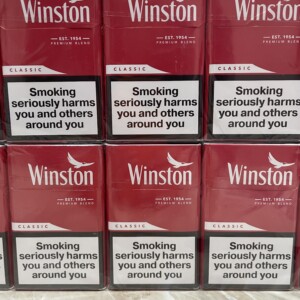 Winston Winston Winston
EST. 1954 EST. 1954 EST. 1954
PREMIUM BLEND PREMIUM BLEND PREMIUM BLEND
CLASSIC CLASSIC CLASSIC
Smoking Smoking Smoking
seriously harms seriously harms seriously harms
you and others you and others you and others
around you around you around you
Winston Winston Winston
EST. 1954 EST. 1954 EST. 1954
PREMIUM BLEND PREMIUM BLEND PREMIUM BLEND
CLASSIC CLASSIC CLASSIC
Smoking Smoking Smoking
seriously harms seriously harms seriously harms
you and others you and others you and others
around you around you around you